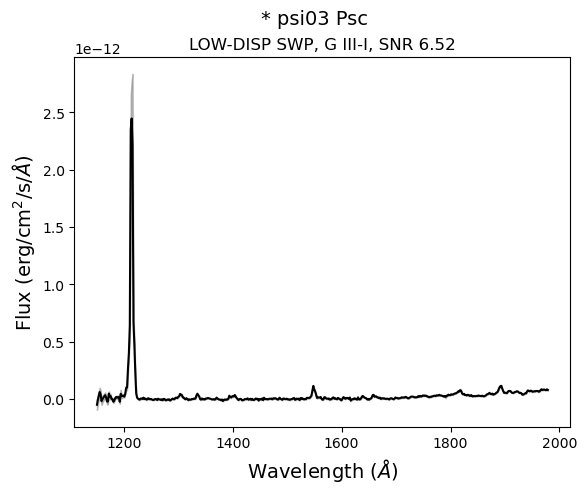 * psi03 Psc
LOW-DISP SWP, G III-I, SNR 6.52
1e−12
2.5
2.0
1.5
1.0
0.5
0.0
Flux (erg/cm²/s/Å)
1200 1400 1600 1800 2000
Wavelength (Å)